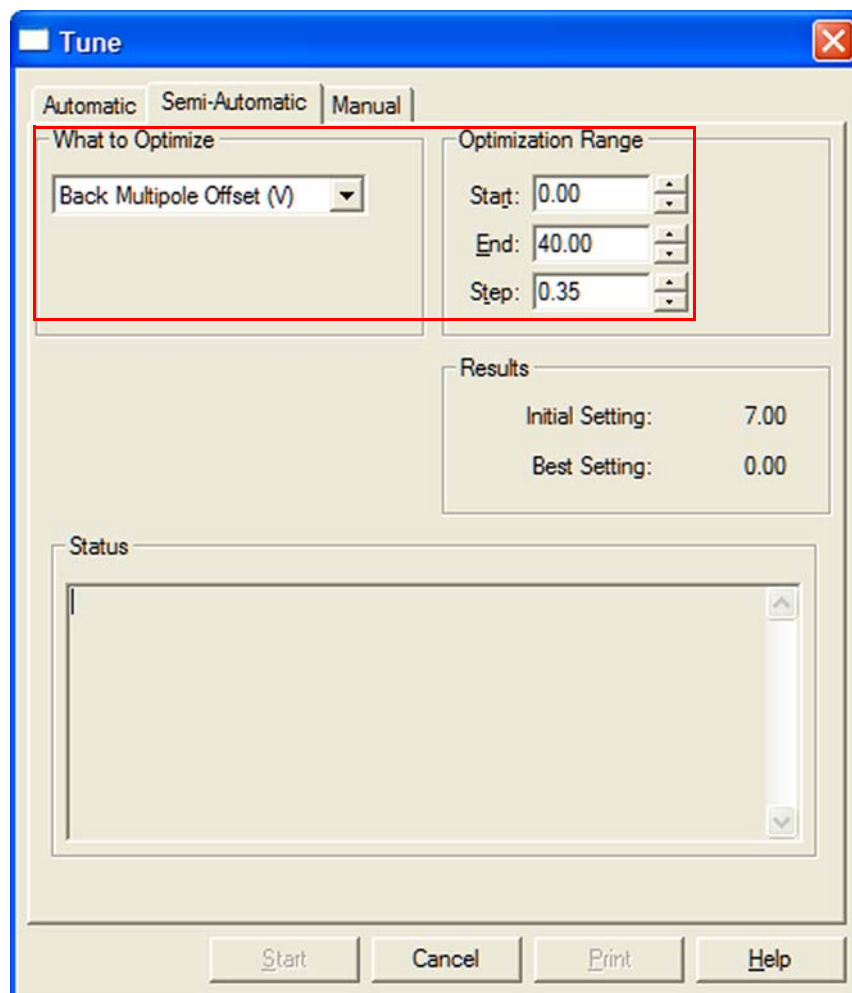 Tune
Automatic Semi-Automatic Manual
What to Optimize
Back Multipole Offset (V)
Optimization Range
Start: 0.00
End: 40.00
Step: 0.35
Results
Initial Setting: 7.00
Best Setting: 0.00
Status
Start Cancel Print Help